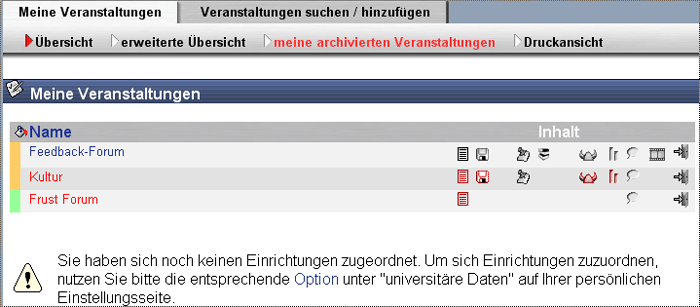 Meine Veranstaltungen Veranstaltungen suchen / hinzufügen
Übersicht erweiterte Übersicht meine archivierten Veranstaltungen Druckansicht
Meine Veranstaltungen
Name Inhalt
Feedback-Forum
Kultur
Frust Forum
Sie haben sich noch keinen Einrichtungen zugeordnet. Um sich Einrichtungen zuzuordnen,
nutzen Sie bitte die entsprechende Option unter "universitäre Daten" auf Ihrer persönlichen
Einstellungsseite.